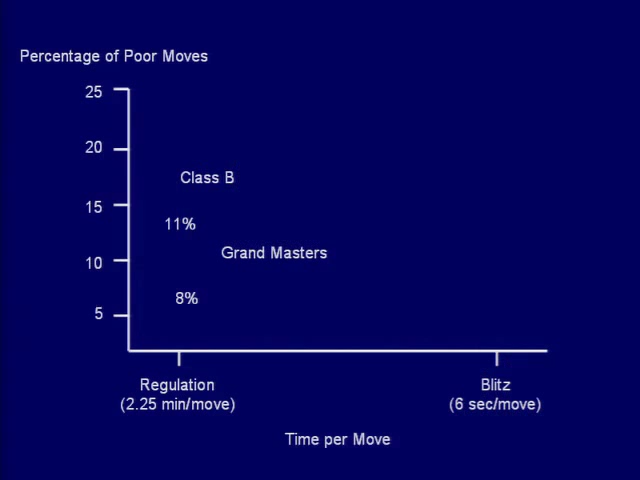 Percentage of Poor Moves
25
20
Class B
15
11%
Grand Masters
10
8%
5
Regulation
(2.25 min/move)
Blitz
(6 sec/move)
Time per Move